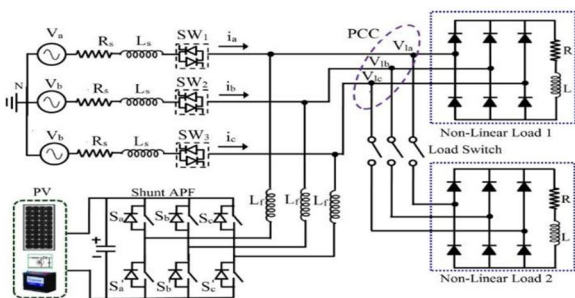 Va Rs Ls SW1 ia PCC
Vla
R
L
N Vb Rs Ls SW2 ib Vlb
Vlc
Non-Linear Load 1
Vb Rs Ls SW3 ic
Load Switch
PV Shunt APF Lf Lf Lf
Sa Sb Sc
R
L
Sa' Sb Sc
Non-Linear Load 2